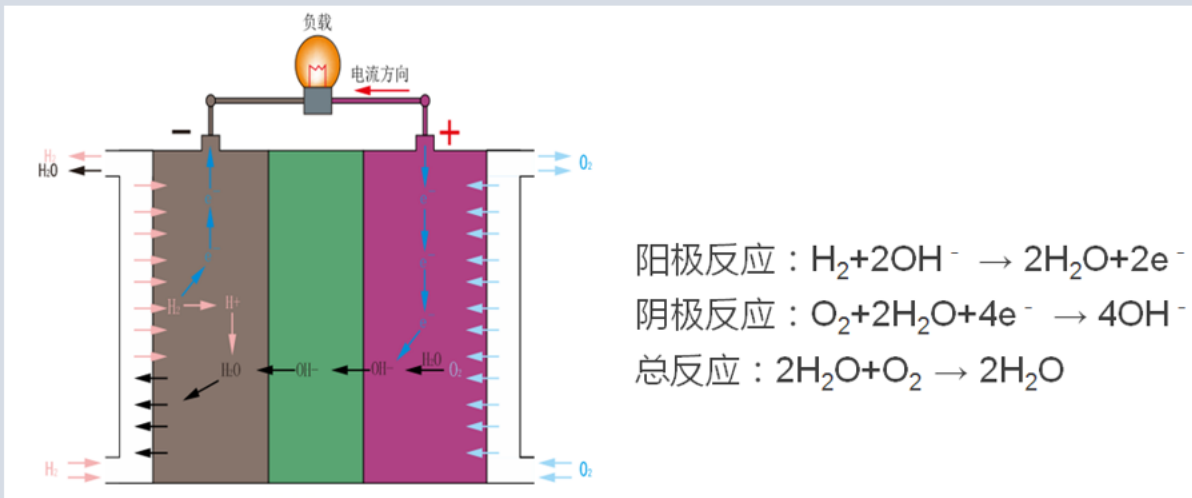 负载
电流方向
− +
H₂ O₂
H₂O
e⁻ e⁻
e⁻ e⁻
H₂ H+ e⁻
H₂O OH− OH− H₂O O₂
H₂ O₂
阳极反应：H₂+2OH⁻ → 2H₂O+2e⁻
阴极反应：O₂+2H₂O+4e⁻ → 4OH⁻
总反应：2H₂O+O₂ → 2H₂O